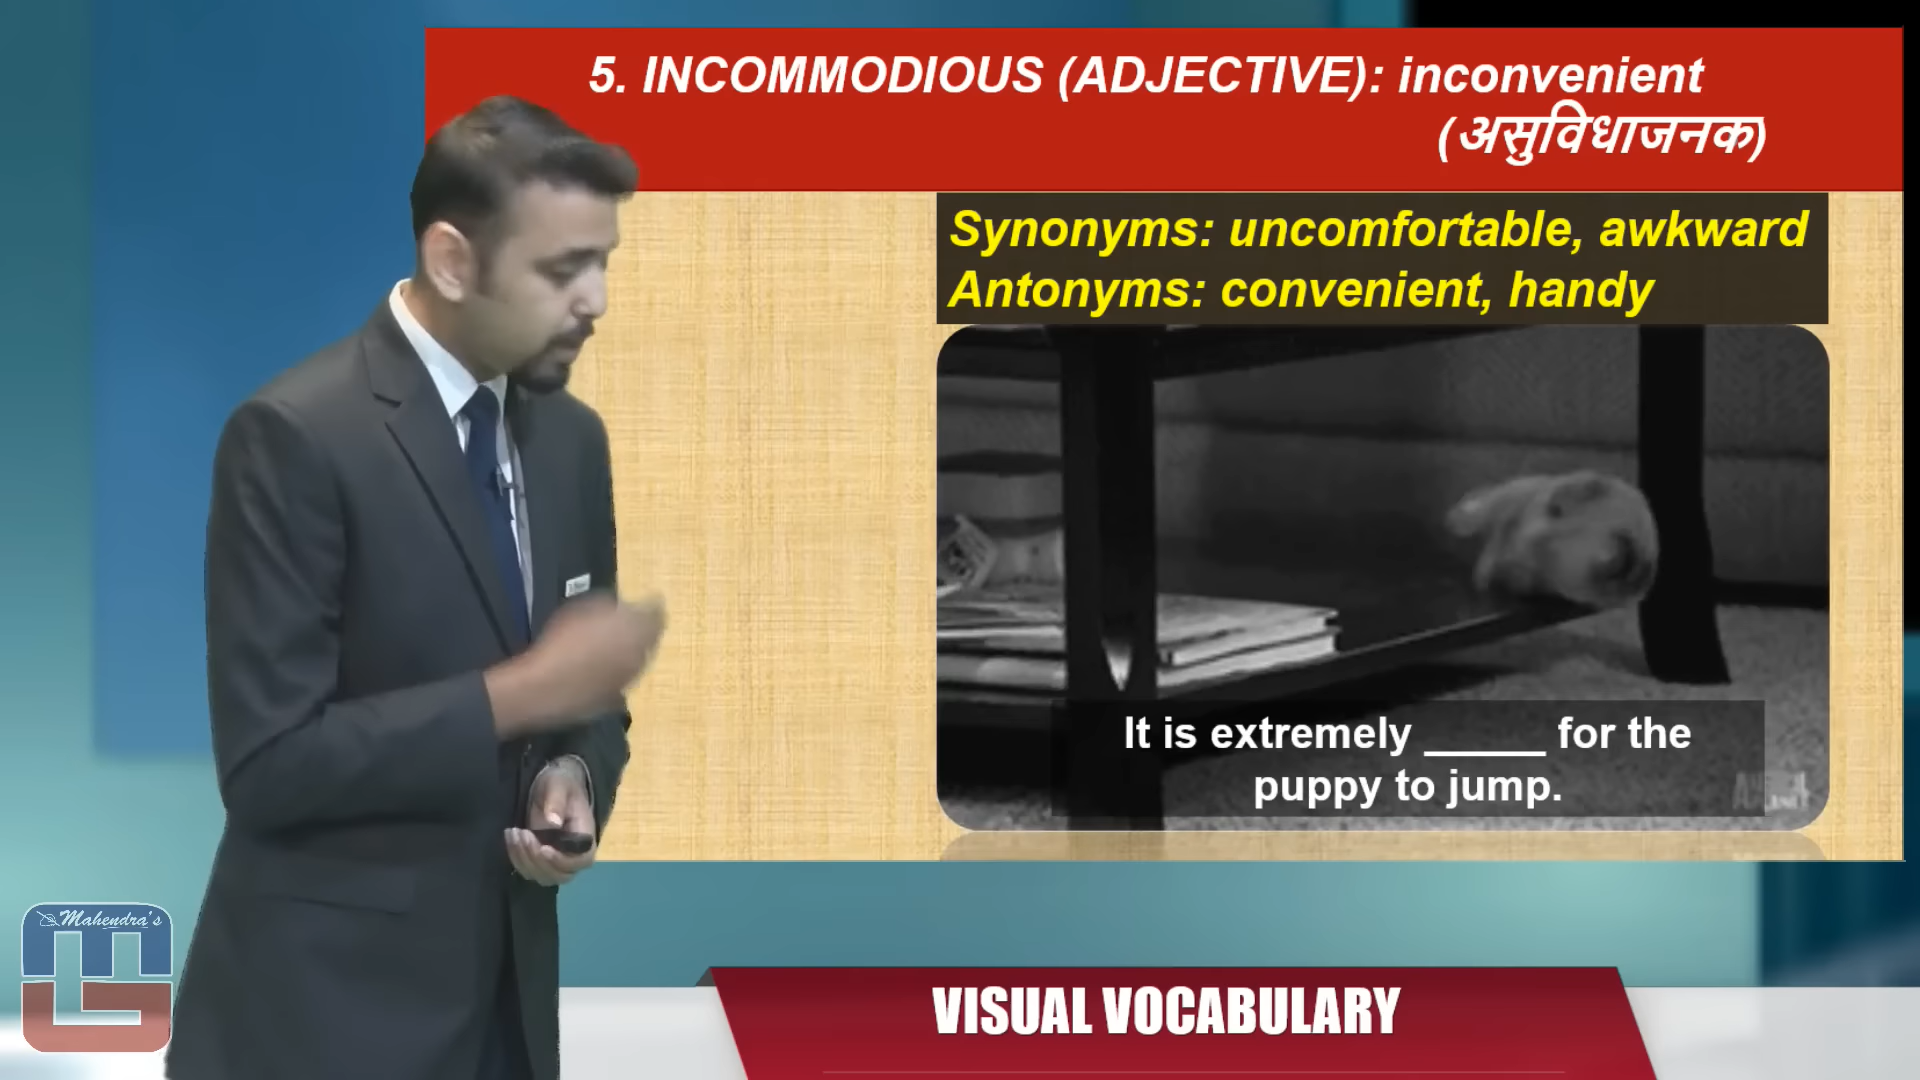 5. INCOMMODIOUS (ADJECTIVE): inconvenient
(असुविधाजनक)
Synonyms: uncomfortable, awkward
Antonyms: convenient, handy
It is extremely _____ for the
puppy to jump.
Mahendra's
VISUAL VOCABULARY